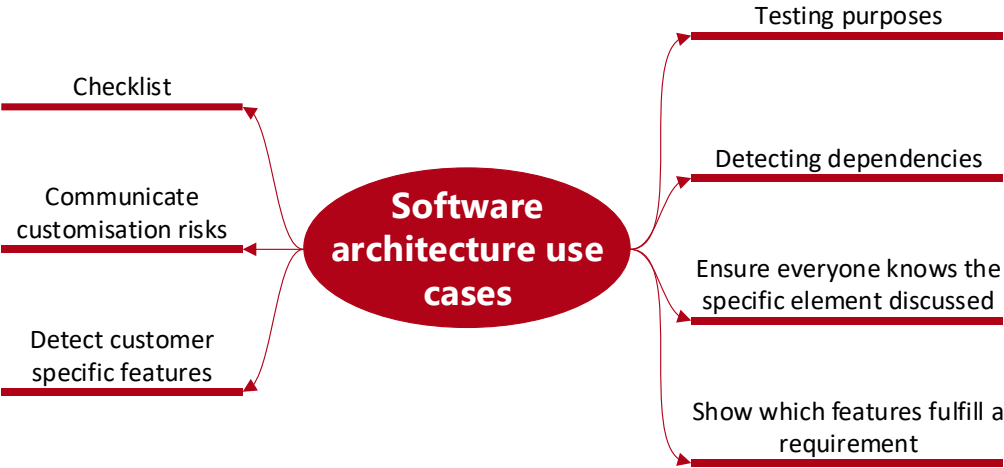 Testing purposes
Checklist
Detecting dependencies
Communicate
customisation risks
Software
architecture use
cases
Ensure everyone knows the
specific element discussed
Detect customer
specific features
Show which features fulfill a
requirement